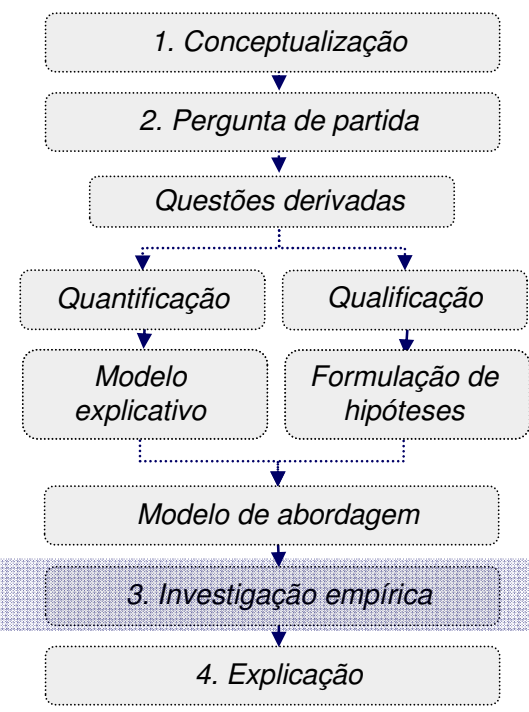 1. Conceptualização
2. Pergunta de partida
Questões derivadas
Quantificação
Qualificação
Modelo
explicativo
Formulação de
hipóteses
Modelo de abordagem
3. Investigação empírica
4. Explicação